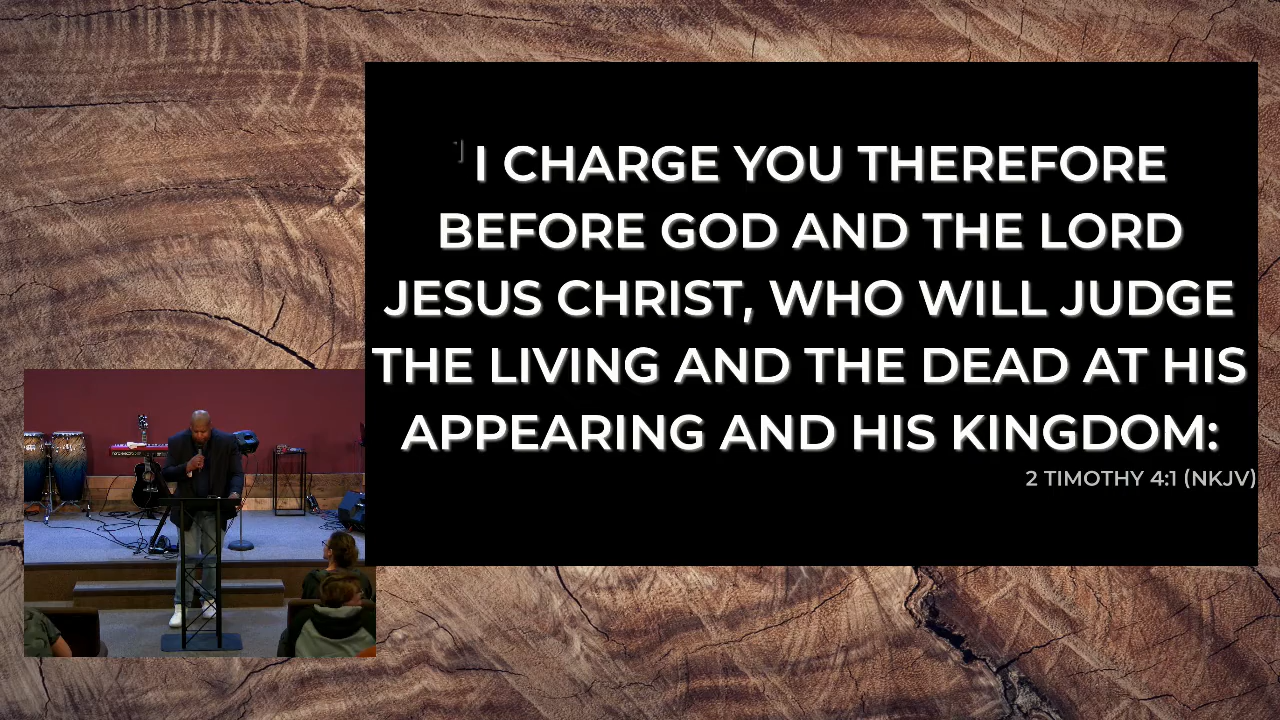 1 I CHARGE YOU THEREFORE
BEFORE GOD AND THE LORD
JESUS CHRIST, WHO WILL JUDGE
THE LIVING AND THE DEAD AT HIS
APPEARING AND HIS KINGDOM:
2 TIMOTHY 4:1 (NKJV)